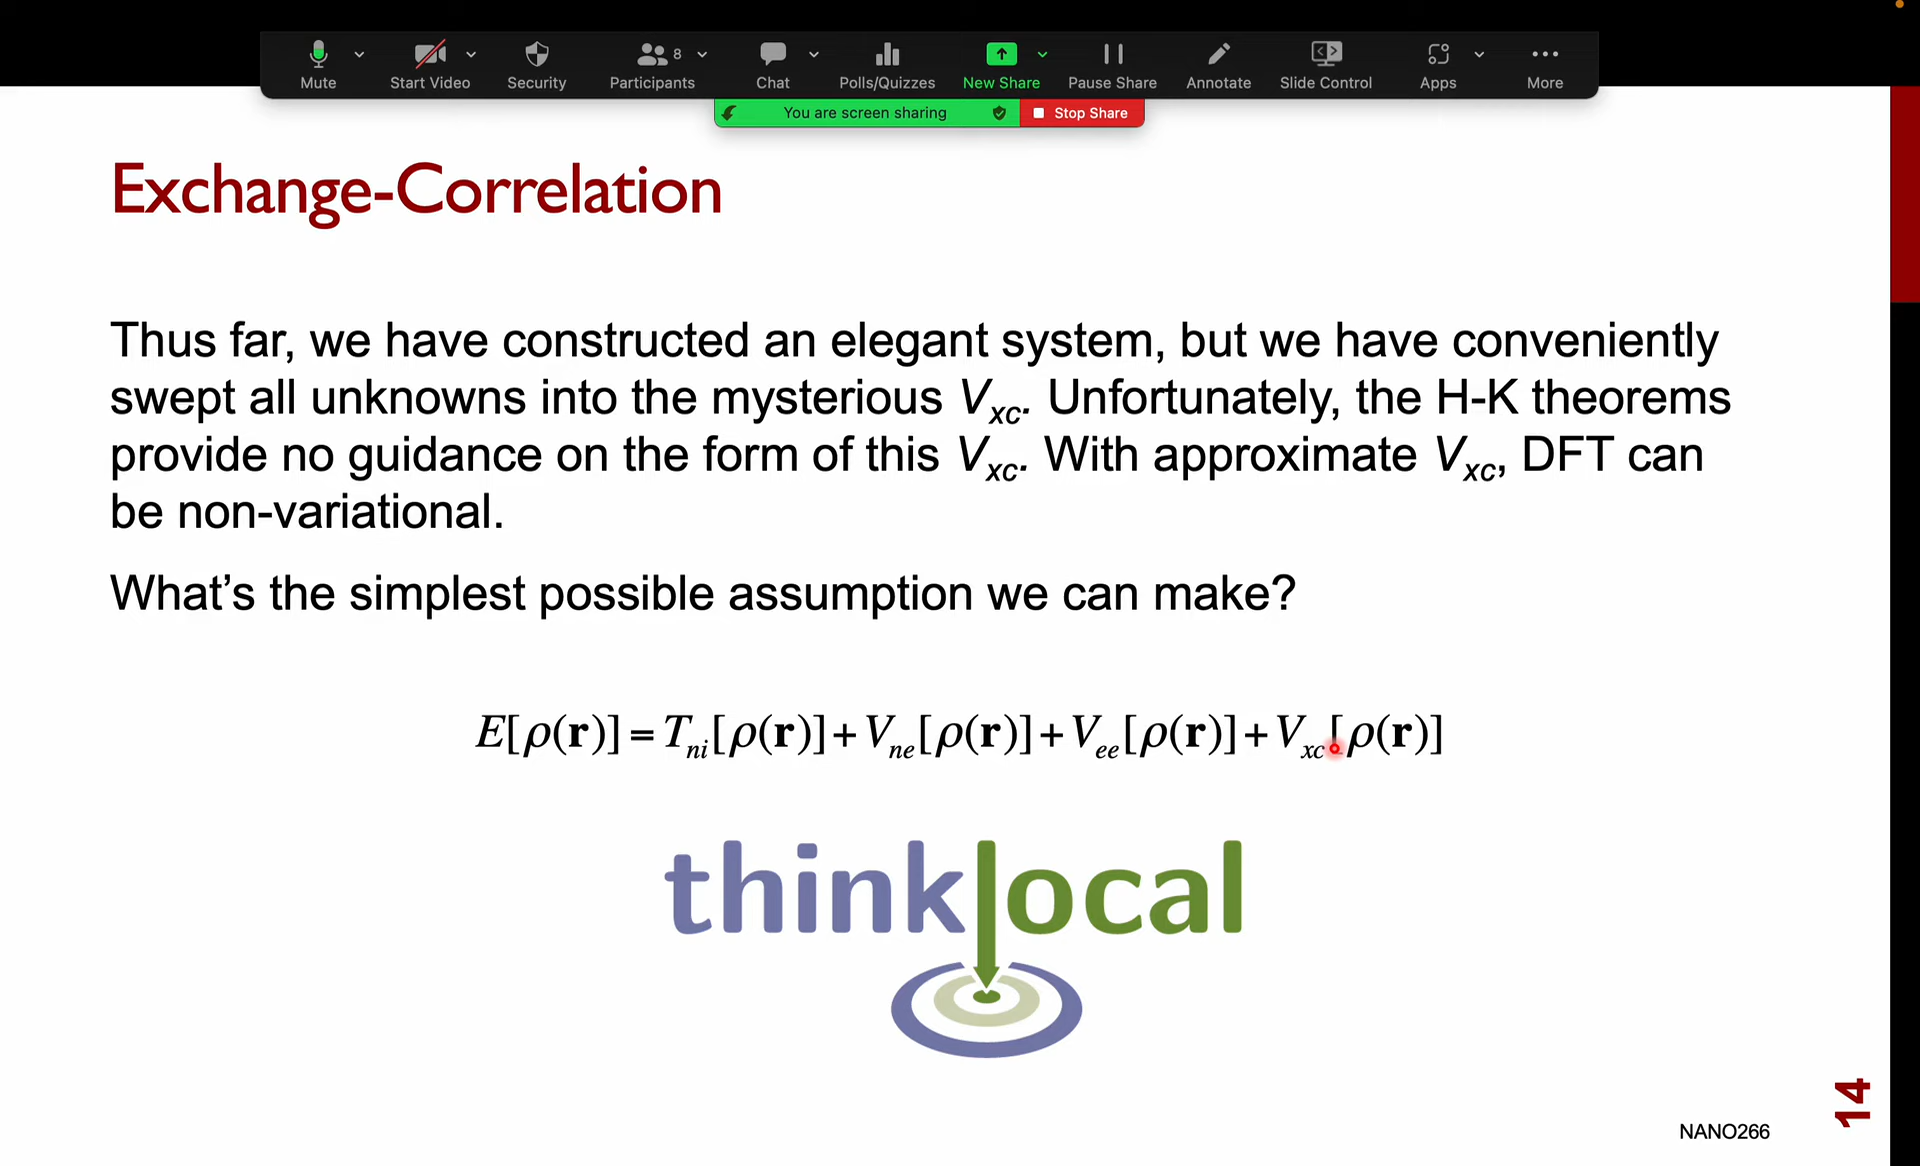 Mute
Start Video
Security
Participants 8
Chat
Polls/Quizzes
New Share
Pause Share
Annotate
Slide Control
Apps
More
You are screen sharing
Stop Share
Exchange-Correlation
Thus far, we have constructed an elegant system, but we have conveniently
swept all unknowns into the mysterious Vxc. Unfortunately, the H-K theorems
provide no guidance on the form of this Vxc. With approximate Vxc, DFT can
be non-variational.
What's the simplest possible assumption we can make?
E[ρ(r)] = Tni[ρ(r)] + Vne[ρ(r)] + Vee[ρ(r)] + Vxc[ρ(r)]
thinklocal
14
NANO266